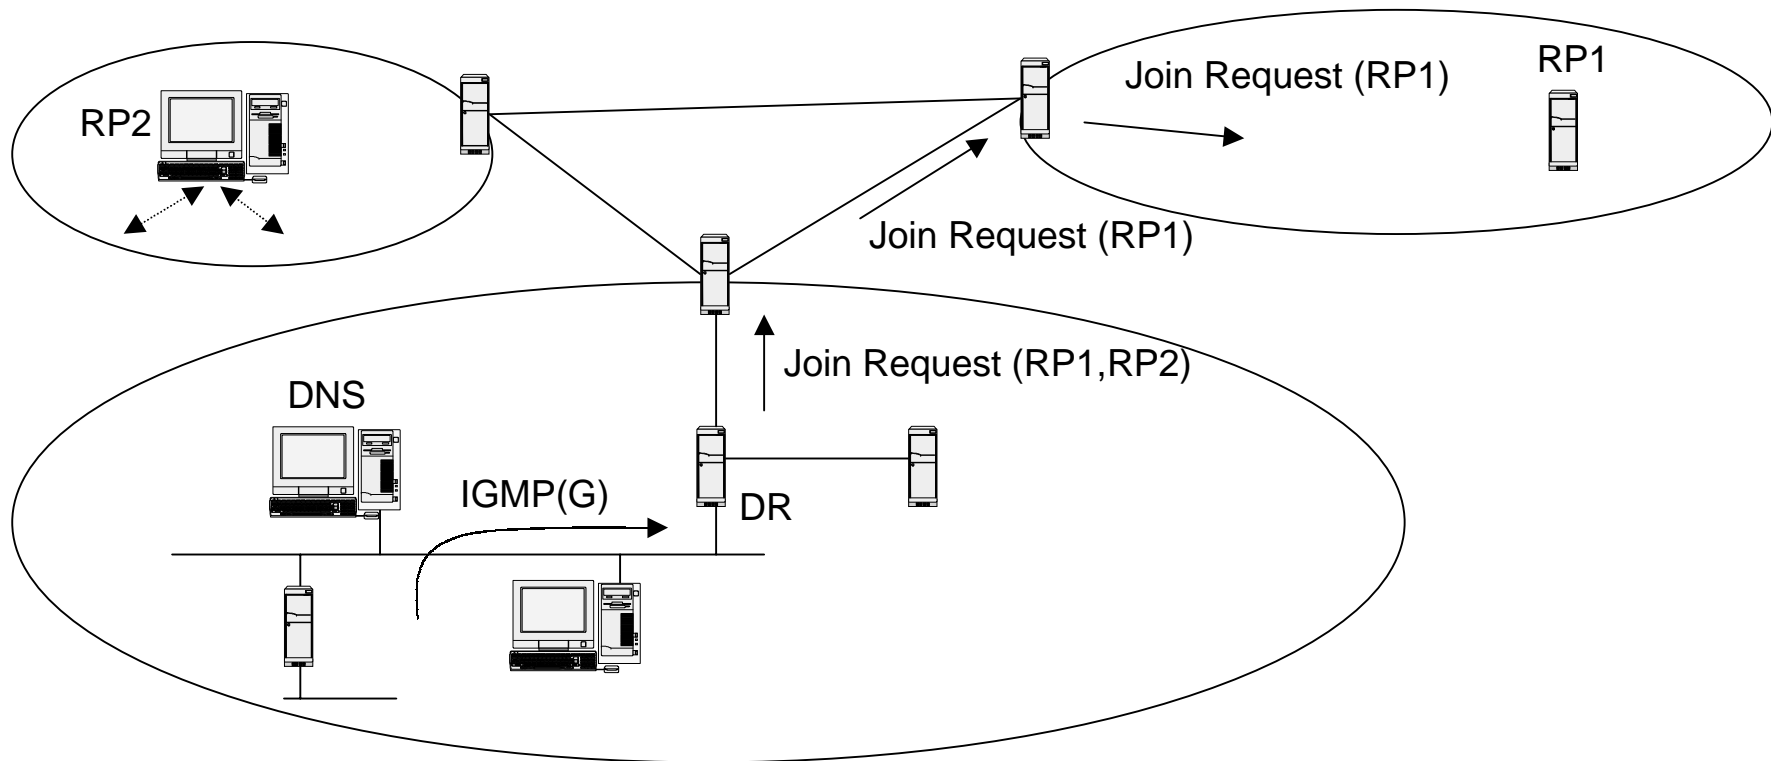 Join Request (RP1)
RP1
RP2
Join Request (RP1)
Join Request (RP1,RP2)
DNS
IGMP(G)
DR